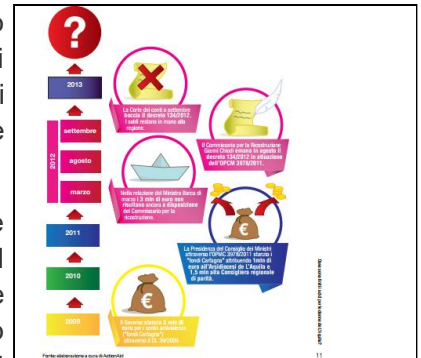 ?
2013
La Corte dei conti a settembre
boccia il decreto 134/2012.
I soldi restano in mano alla
regione.
settembre
Il Commissario per la Ricostruzione
Gianni Chiodi emana in agosto il
decreto 134/2012 in attuazione
dell'OPCM 3978/2011.
2012
agosto
Nella relazione del Ministro Barca di
marzo i 3 mln di euro non
risultano ancora a disposizione
del Commissario per la
ricostruzione
marzo
2011
La Presidenza del Consiglio dei Ministri
attraverso l'OPMC 3978/2011 stanzia i
"fondi Carfagna" attribuendo 1mln di
euro all'Arcidiocesi de L'Aquila e
1,5 mln alla Consigliera regionale
di parità.
2010
2009
Il Governo stanzia 3 mln di
euro per i centri antiviolenza
("Carfagna")
attraverso il DL 39/2009.
Fonte: elaborazione a cura di ActionAid
11